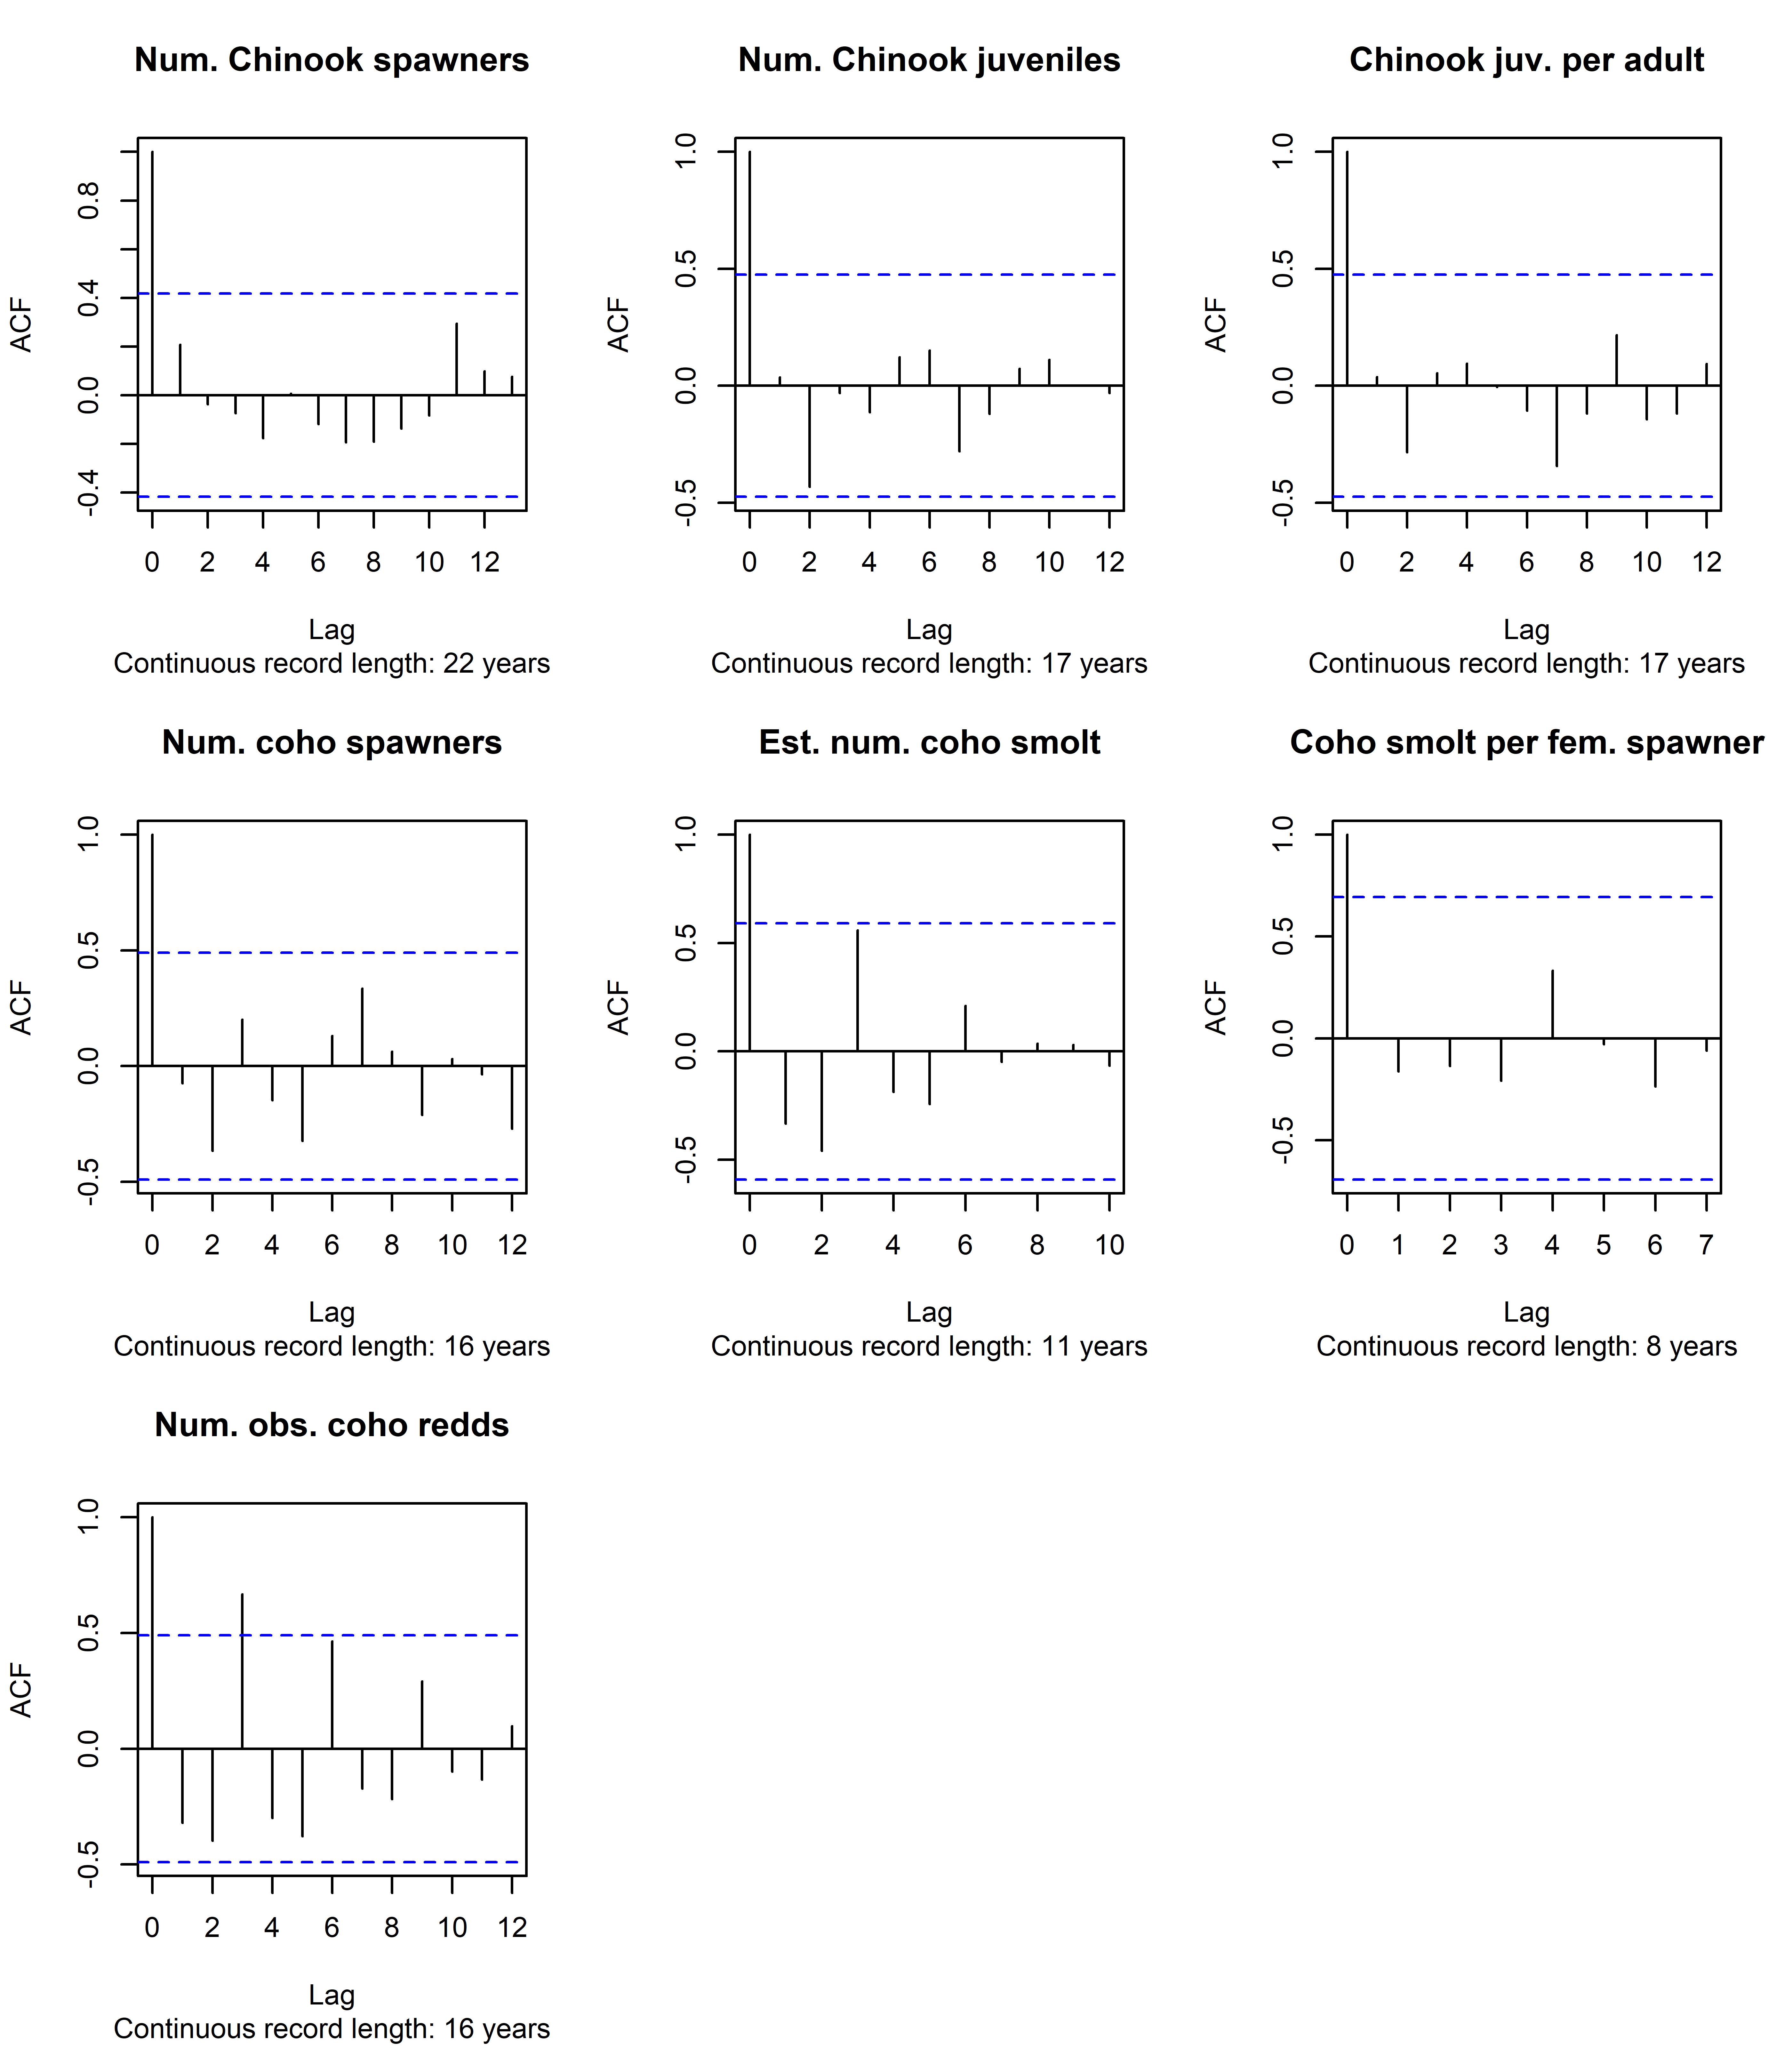 Num. Chinook spawners
ACF
0.8
0.4
0.0
-0.4
0 2 4 6 8 10 12
Lag
Continuous record length: 22 years
Num. Chinook juveniles
ACF
1.0
0.5
0.0
-0.5
0 2 4 6 8 10 12
Lag
Continuous record length: 17 years
Chinook juv. per adult
ACF
1.0
0.5
0.0
-0.5
0 2 4 6 8 10 12
Lag
Continuous record length: 17 years
Num. coho spawners
ACF
1.0
0.5
0.0
-0.5
0 2 4 6 8 10 12
Lag
Continuous record length: 16 years
Est. num. coho smolt
ACF
1.0
0.5
0.0
-0.5
0 2 4 6 8 10
Lag
Continuous record length: 11 years
Coho smolt per fem. spawner
ACF
1.0
0.5
0.0
-0.5
0 1 2 3 4 5 6 7
Lag
Continuous record length: 8 years
Num. obs. coho redds
ACF
1.0
0.5
0.0
-0.5
0 2 4 6 8 10 12
Lag
Continuous record length: 16 years